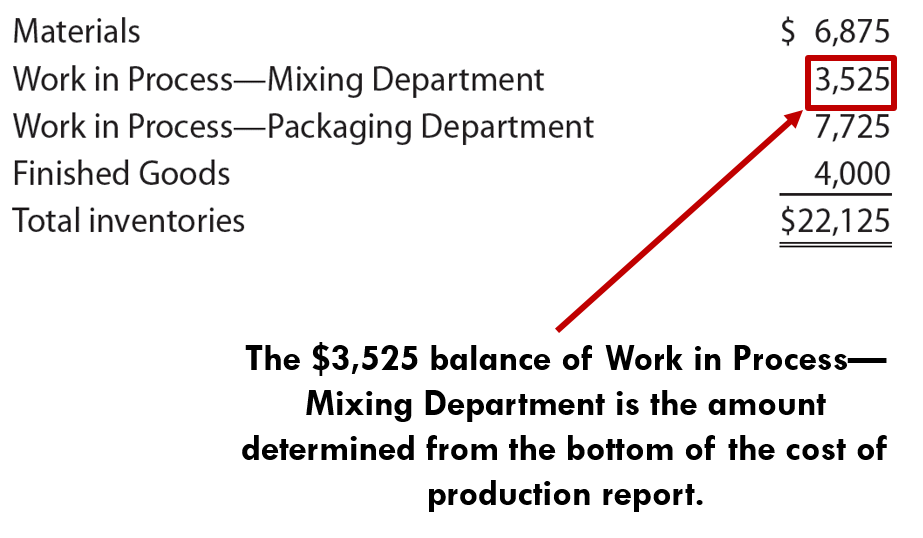 Materials $ 6,875
Work in Process—Mixing Department 3,525
Work in Process—Packaging Department 7,725
Finished Goods 4,000
Total inventories $22,125
The $3,525 balance of Work in Process—
Mixing Department is the amount
determined from the bottom of the cost of
production report.